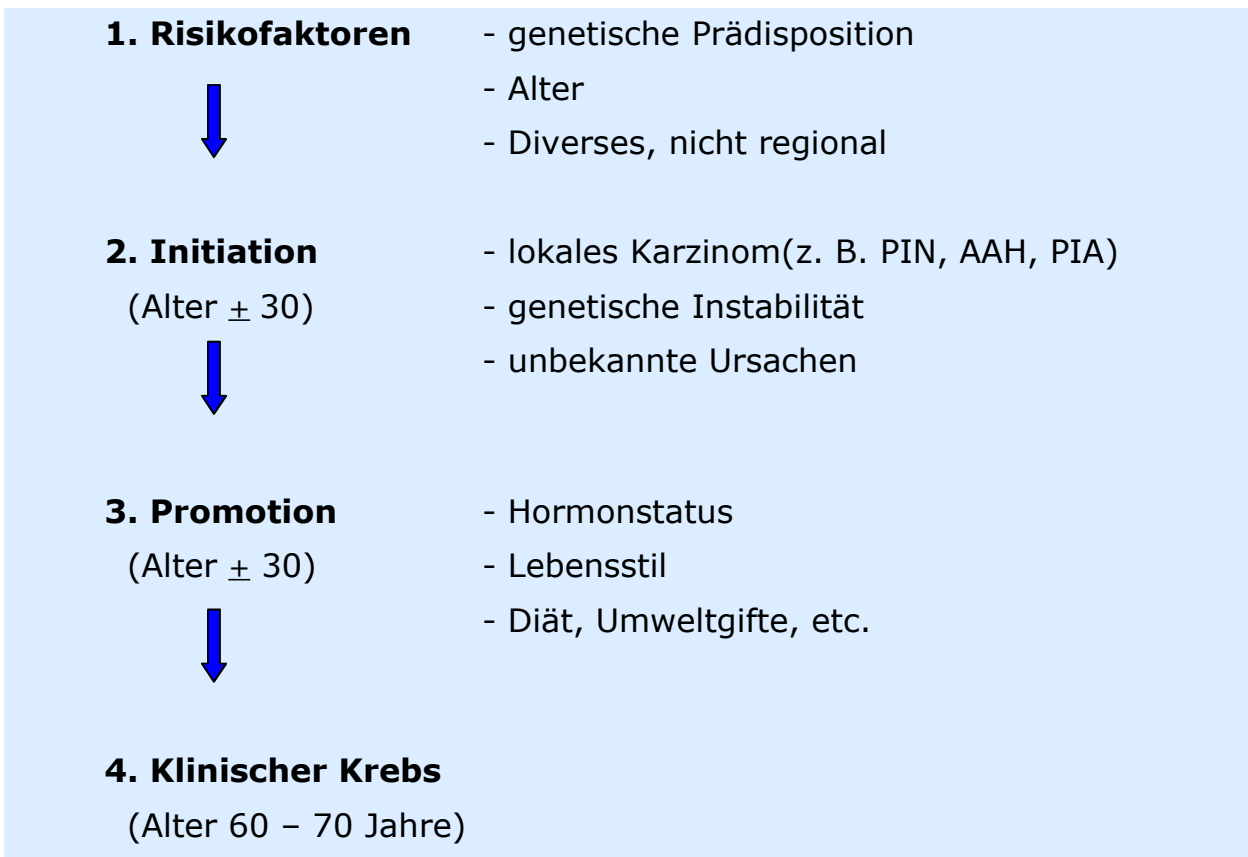 1. Risikofaktoren - genetische Prädisposition
- Alter
- Diverses, nicht regional
2. Initiation - lokales Karzinom(z. B. PIN, AAH, PIA)
(Alter ± 30) - genetische Instabilität
- unbekannte Ursachen
3. Promotion - Hormonstatus
(Alter ± 30) - Lebensstil
- Diät, Umweltgifte, etc.
4. Klinischer Krebs
(Alter 60 – 70 Jahre)